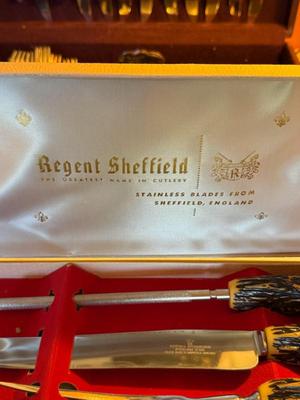 Regent Sheffield
THE GREATEST NAME IN CUTLERY
R
STAINLESS BLADES FROM
SHEFFIELD, ENGLAND